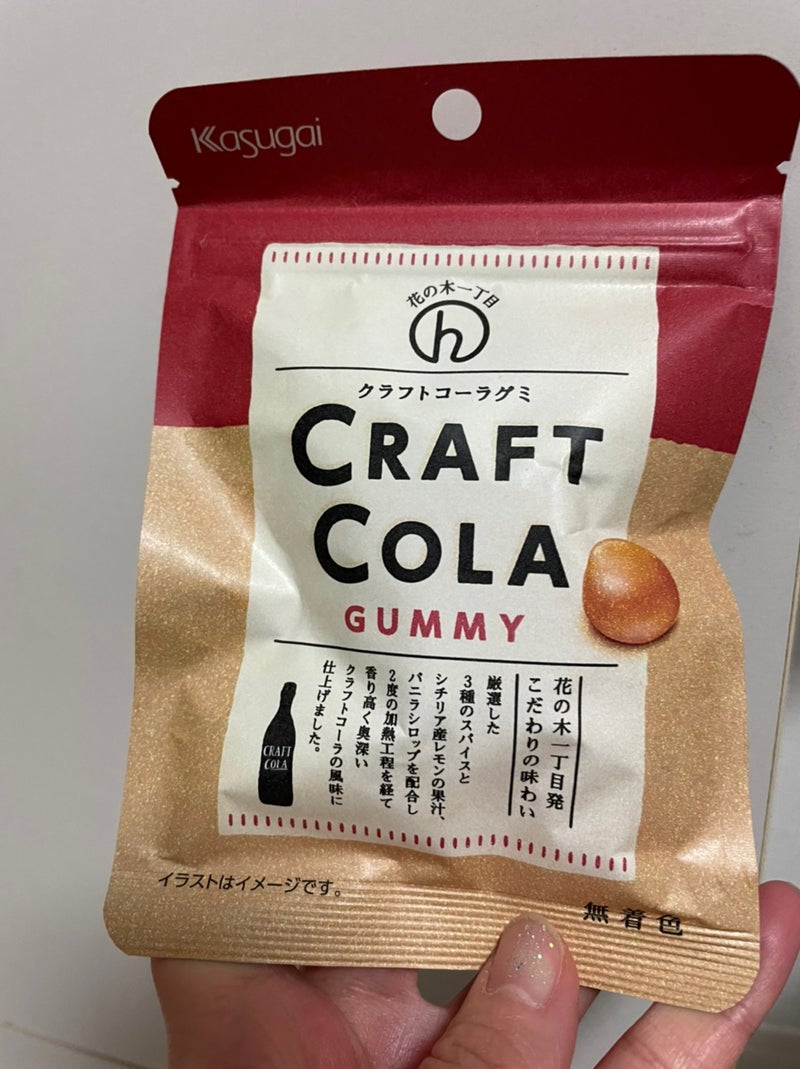 Kasugai
花の木一丁目
h
クラフトコーラグミ
CRAFT
COLA
GUMMY
花の木一丁目発
こだわりの味わい
厳選した
3種のスパイスと
シチリア産レモンの果汁、
バニラシロップを配合し
2度の加熱工程を経て
香り高く奥深い
クラフトコーラの風味に
仕上げました。
CRAFT
COLA
イラストはイメージです。
無着色